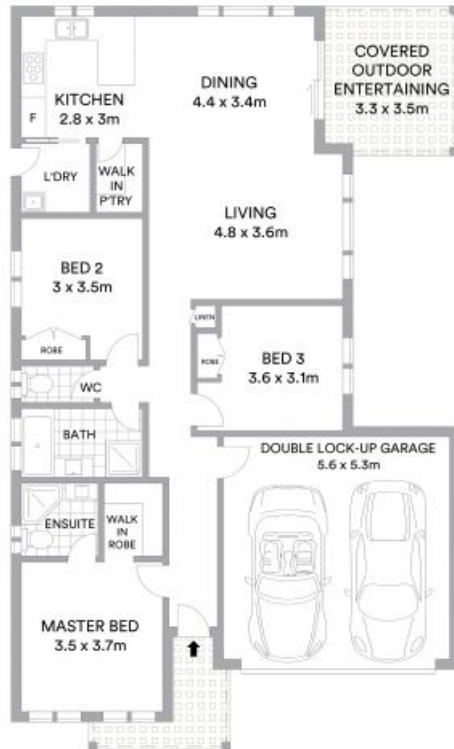 COVERED
OUTDOOR
ENTERTAINING
3.3 x 3.5m
DINING
4.4 x 3.4m
KITCHEN
2.8 x 3m
F
L'DRY
WALK
IN
P'TRY
LIVING
4.8 x 3.6m
BED 2
3 x 3.5m
ROBE
LINEN
ROBE
BED 3
3.6 x 3.1m
WC
BATH
DOUBLE LOCK-UP GARAGE
5.6 x 5.3m
ENSUITE
WALK
IN
ROBE
MASTER BED
3.5 x 3.7m